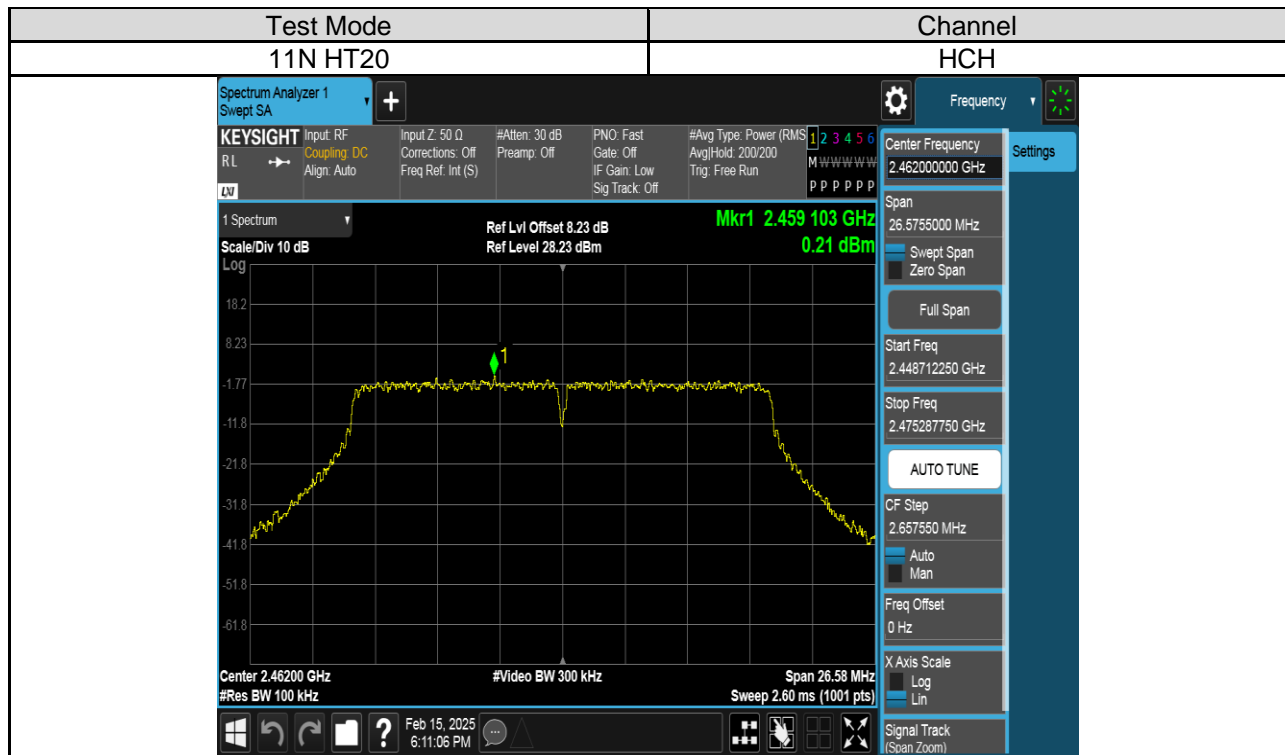 Test Mode Channel
11N HT20 HCH
Spectrum Analyzer 1
Swept SA
+
Frequency
KEYSIGHT
RL
LXI
Input: RF
Coupling: DC
Align: Auto
Input Z: 50 Ω
Corrections: Off
Freq Ref: Int (S)
#Atten: 30 dB
Preamp: Off
PNO: Fast
Gate: Off
IF Gain: Low
Sig Track: Off
#Avg Type: Power (RMS
Avg|Hold: 200/200
Trig: Free Run
1 2 3 4 5 6
M W W W W W
P P P P P P
1 Spectrum
Scale/Div 10 dB
Ref Lvl Offset 8.23 dB
Ref Level 28.23 dBm
Mkr1 2.459 103 GHz
0.21 dBm
Log
18.2
8.23
-1.77
-11.8
-21.8
-31.8
-41.8
-51.8
-61.8
1
Center 2.46200 GHz
#Res BW 100 kHz
#Video BW 300 kHz
Span 26.58 MHz
Sweep 2.60 ms (1001 pts)
Feb 15, 2025
6:11:06 PM
?
Center Frequency
2.462000000 GHz
Settings
Span
26.5755000 MHz
Swept Span
Zero Span
Full Span
Start Freq
2.448712250 GHz
Stop Freq
2.475287750 GHz
AUTO TUNE
CF Step
2.657550 MHz
Auto
Man
Freq Offset
0 Hz
X Axis Scale
Log
Lin
Signal Track
(Span Zoom)